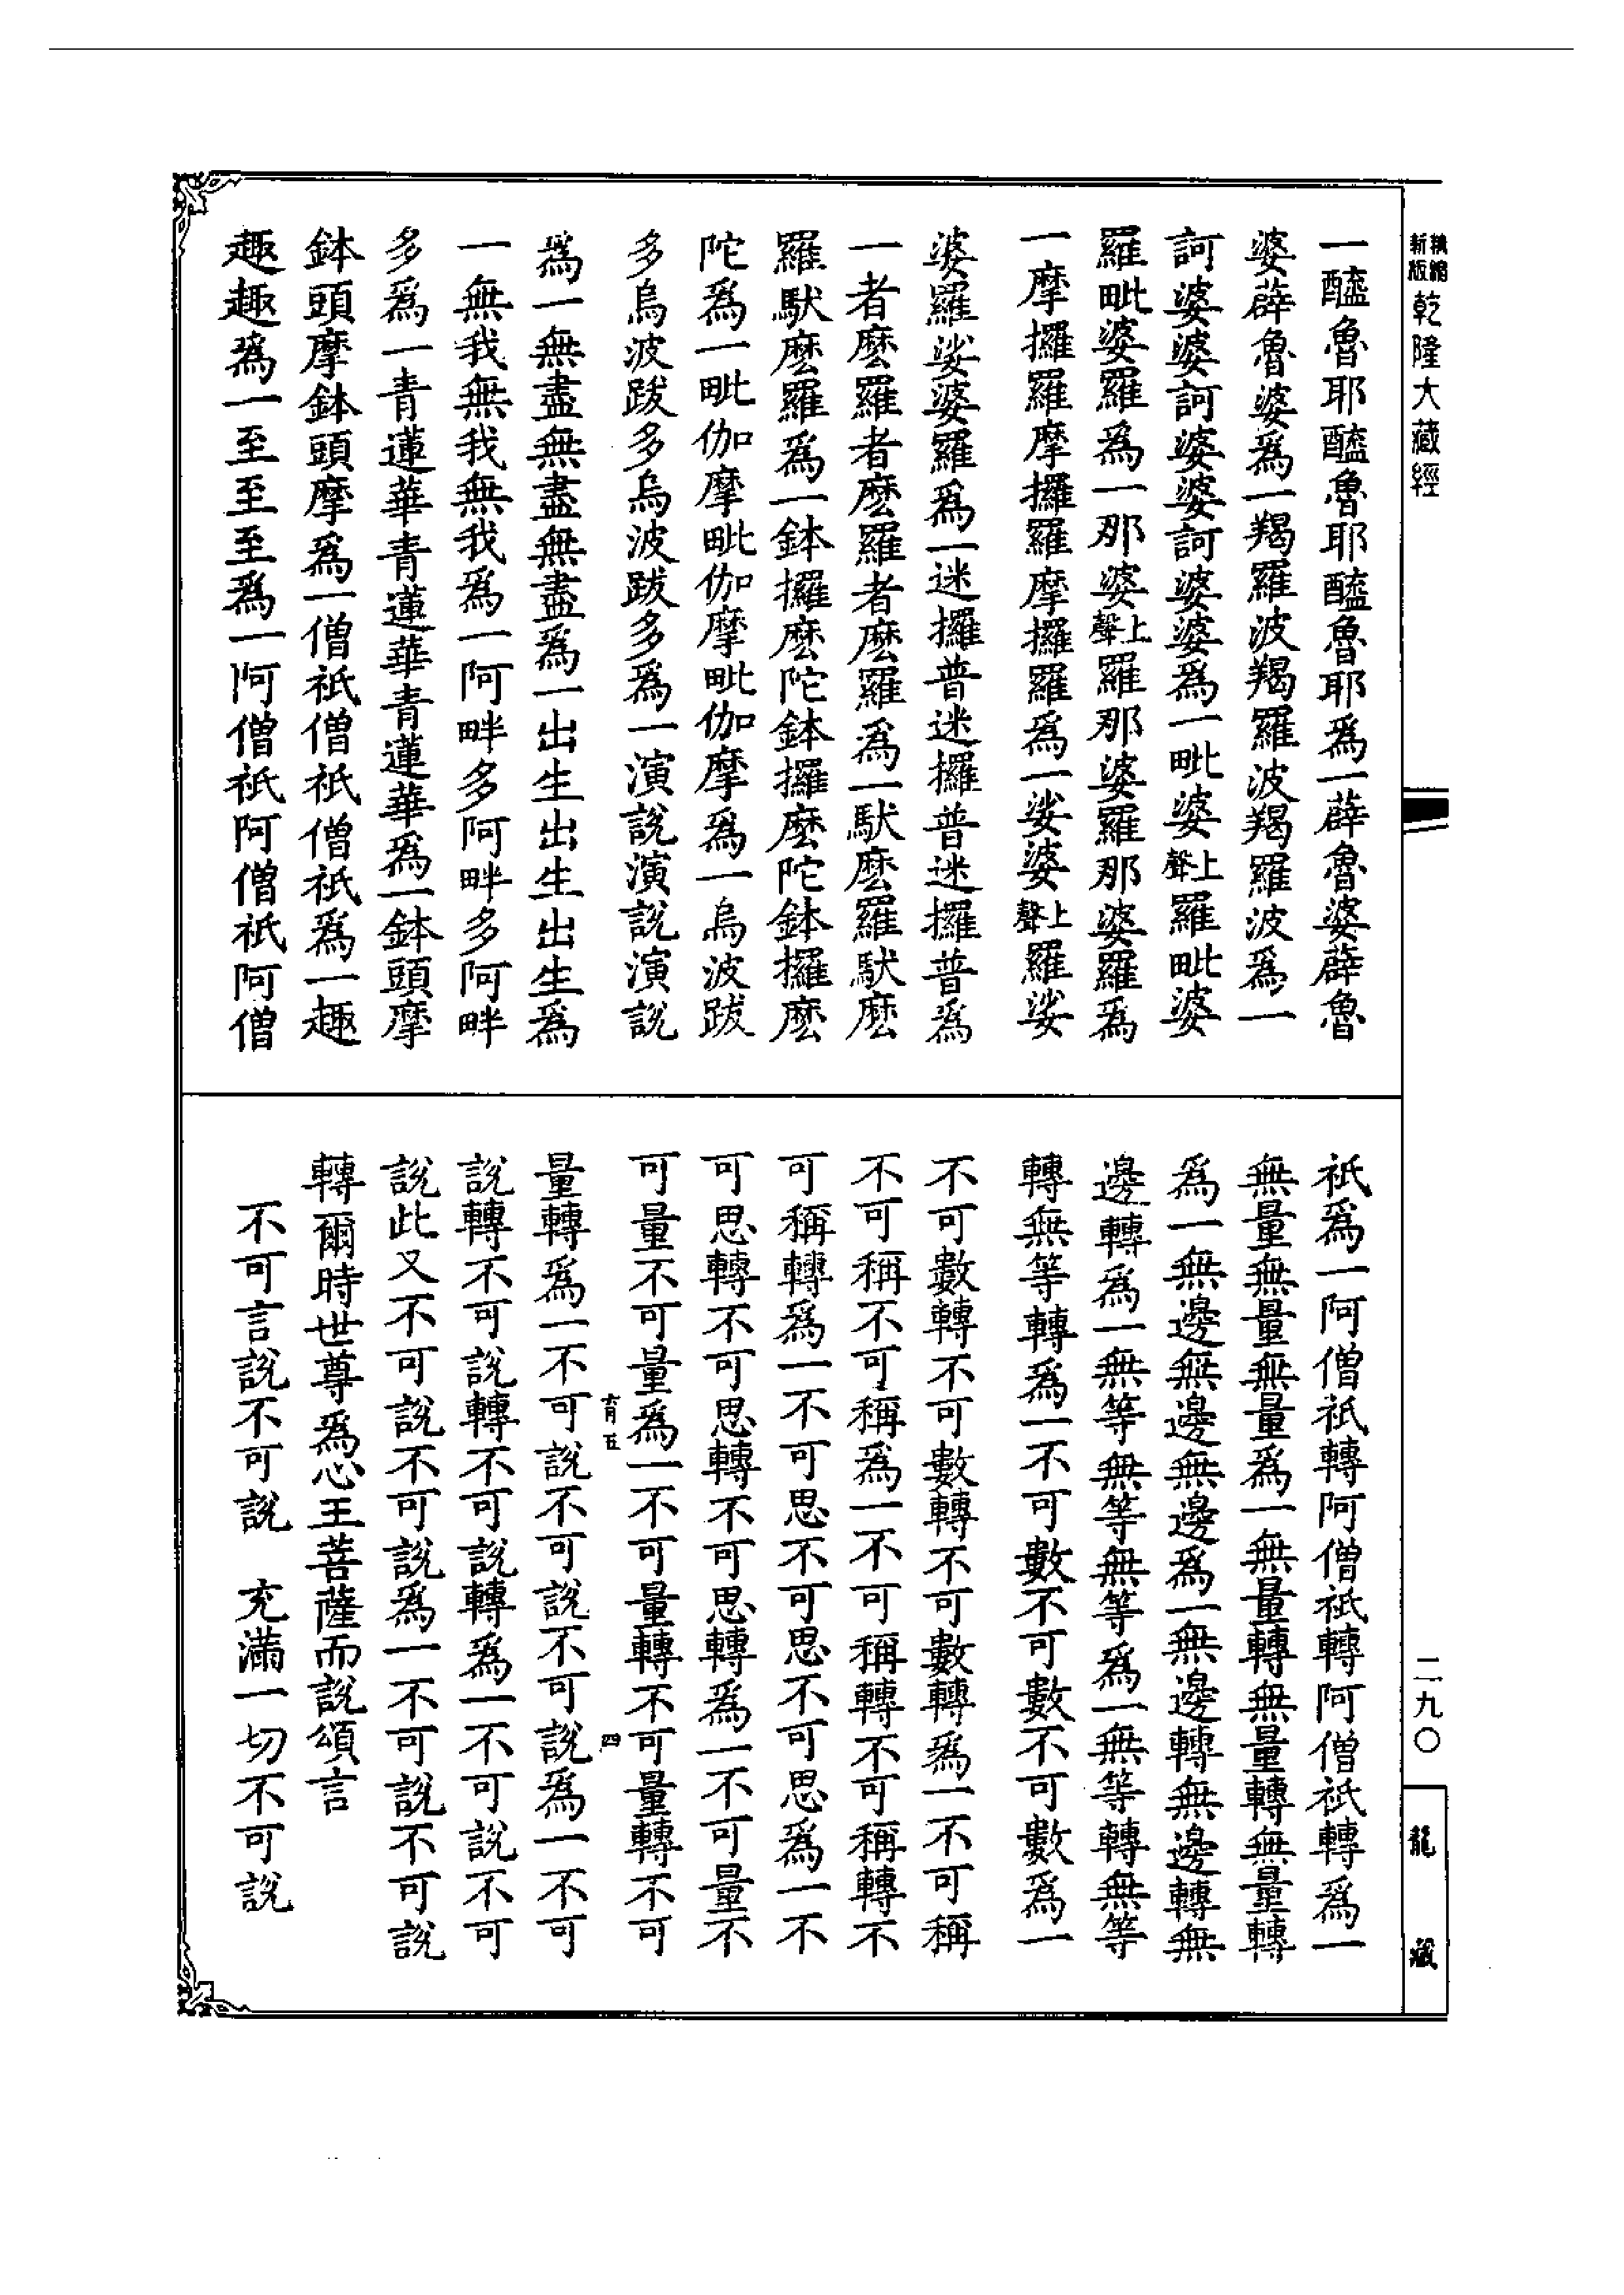 新版
乾隆大藏經
二九〇
龍藏
一醯魯耶醯魯耶醯魯耶爲一薜魯婆薜魯
婆薜魯婆爲一羯羅波羯羅波羯羅波爲一
訶婆婆訶婆婆訶婆婆爲一毗婆上聲羅毗婆
羅毗婆羅爲一那婆上聲羅那婆羅那婆羅爲
一摩攞羅摩攞羅摩攞羅爲一娑婆上聲羅娑
婆羅娑婆羅爲一迷攞普迷攞普迷攞普爲
一者麽羅者麽羅者麽羅爲一馱麽羅馱麽
羅馱麽羅爲一鉢攞麽陀鉢攞麽陀鉢攞麽
陀爲一毗伽摩毗伽摩毗伽摩爲一烏波跋
多烏波跋多烏波跋多爲一演說演說演說
爲一無盡無盡無盡爲一出生出生出生爲
一無我無我無我爲一阿畔多阿畔多阿畔
多爲一青蓮華青蓮華青蓮華爲一鉢頭摩
鉢頭摩鉢頭摩爲一僧祇僧祇僧祇爲一趣
趣趣爲一至至至爲一阿僧祇阿僧祇阿僧
祇爲一阿僧祇轉阿僧祇轉阿僧祇轉爲一
無量無量無量爲一無量轉無量轉無量轉
爲一無邊無邊無邊爲一無邊轉無邊轉無
邊轉爲一無等無等無等爲一無等轉無等
轉無等轉爲一不可數不可數不可數爲一
不可數轉不可數轉不可數轉爲一不可稱
不可稱不可稱爲一不可稱轉不可稱轉不
可稱轉爲一不可思不可思不可思爲一不
可思轉不可思轉不可思轉爲一不可量不
可量不可量爲一不可量轉不可量轉不可
育五
四
量轉爲一不可說不可說不可說爲一不可
說轉不可說轉不可說轉爲一不可說不可
說此又不可說不可說爲一不可說不可說
轉爾時世尊爲心王菩薩而說頌言
不可言說不可說　充滿一切不可說